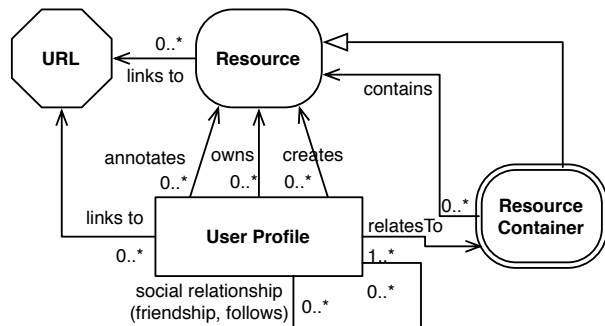 0..*
URL
Resource
links to
contains
annotates
owns
creates
0..*
0..*
0..*
0..*
Resource
Container
links to
relatesTo
0..*
User Profile
1..*
social relationship
0..*
0..*
(friendship, follows)